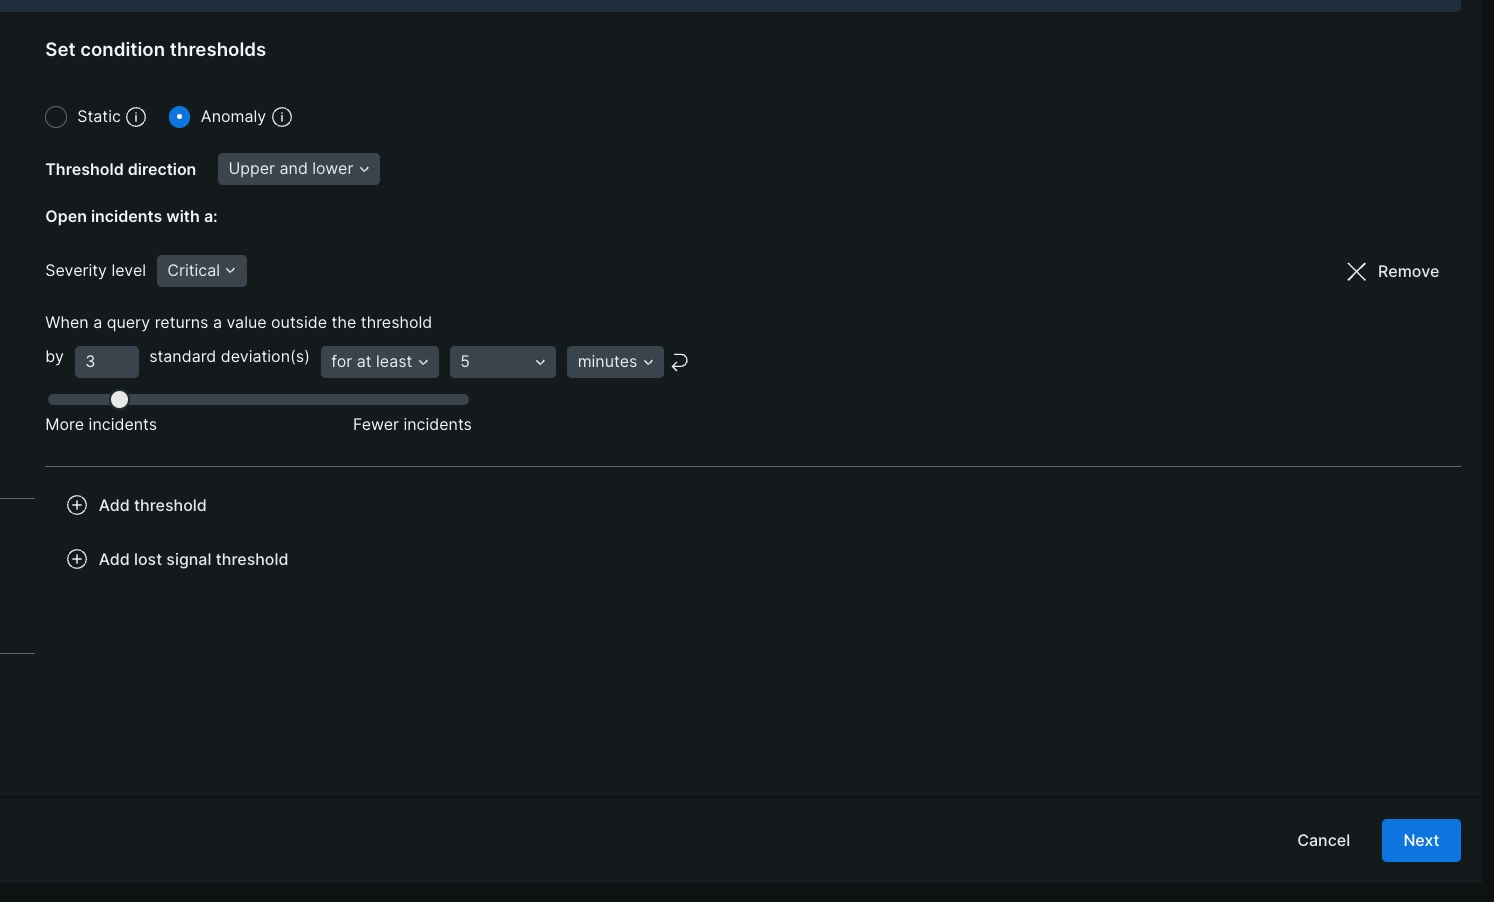 Set condition thresholds
Static Anomaly
Threshold direction Upper and lower
Open incidents with a:
Severity level Critical Remove
When a query returns a value outside the threshold
by 3 standard deviation(s) for at least 5 minutes
More incidents Fewer incidents
Add threshold
Add lost signal threshold
Cancel Next